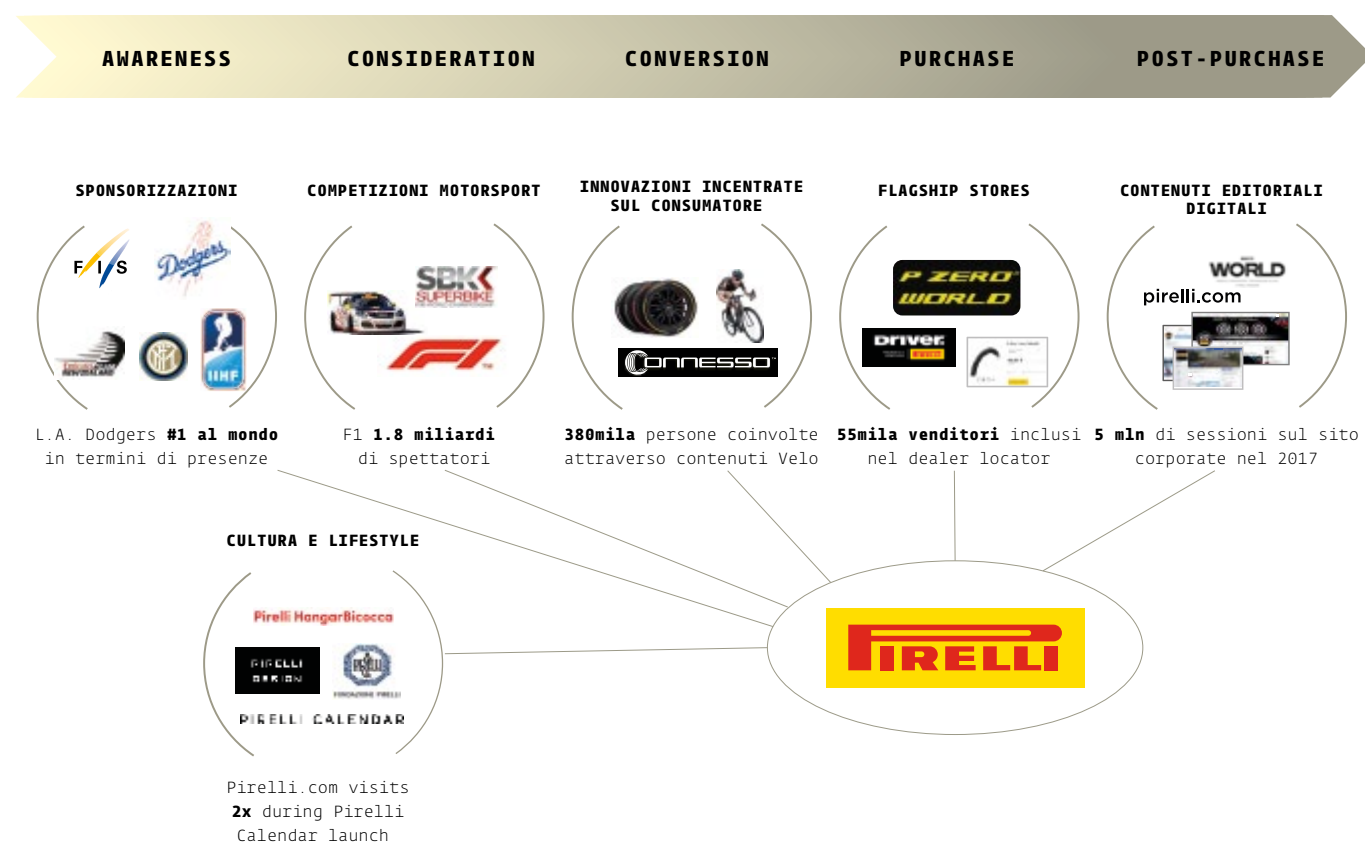 AWARENESS
CONSIDERATION
CONVERSION
PURCHASE
POST-PURCHASE
SPONSORIZZAZIONI
F/I/S
Dodgers
NEW ZEALAND
IIHF
L.A. Dodgers #1 al mondo
in termini di presenze
COMPETIZIONI MOTORSPORT
SBK
SUPERBIKE
F1
F1 1.8 miliardi
di spettatori
INNOVAZIONI INCENTRATE
SUL CONSUMATORE
CONNESSO
380mila persone coinvolte
attraverso contenuti Velo
FLAGSHIP STORES
P ZERO
WORLD
DRIVER
55mila venditori inclusi
nel dealer locator
CONTENUTI EDITORIALI
DIGITALI
WORLD
pirelli.com
5 mln di sessioni sul sito
corporate nel 2017
CULTURA E LIFESTYLE
Pirelli HangarBicocca
PIRELLI
DESIGN
FONDAZIONE PIRELLI
PIRELLI CALENDAR
Pirelli.com visits
2x during Pirelli
Calendar launch
PIRELLI